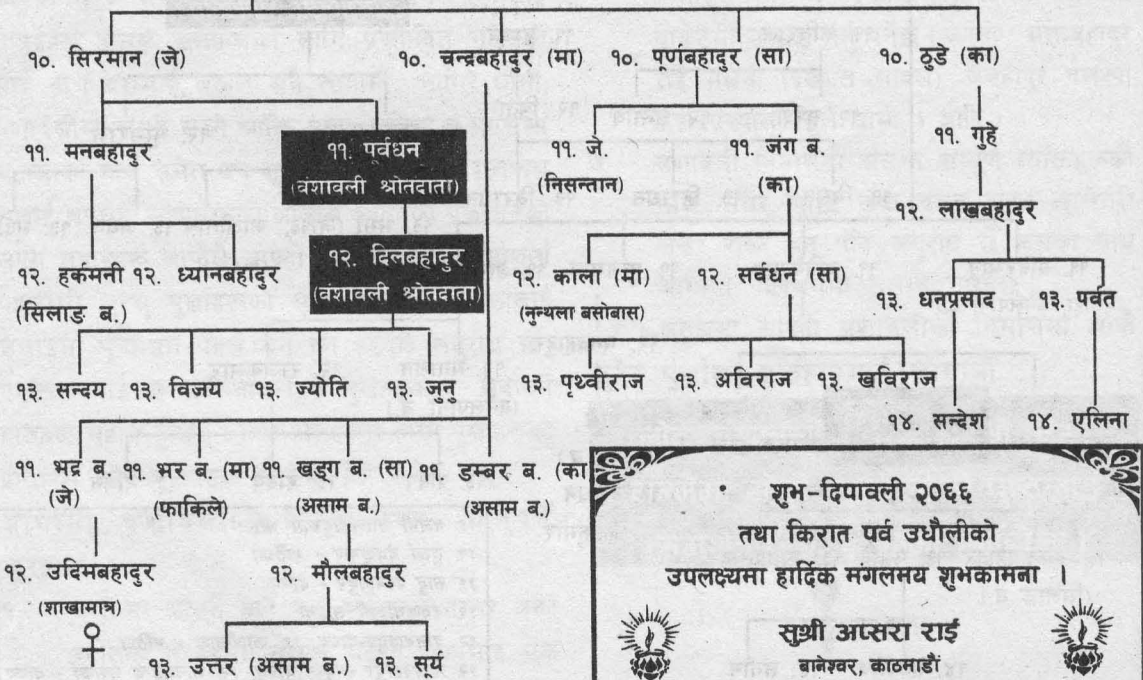 १०. सिरमान (जे) १०. चन्द्रबहादुर (मा) १०. पर्णबहादुर (सा) १०. ठुडे (का)
११. मनबहादुर ११. पूर्वधन ११. जे ११. जंग ब. ११. गुहे
(वंशावली श्रोतदाता) (निसन्तान) (का)
१२. लाखबहादुर
१२. हर्कमनी १२. ध्यानबहादुर १२. दिलबहादुर १२. काला (मा) १२. सर्वधन (सा)
(सिलाङ ब.) (वंशावली श्रोतदाता) (नुन्थला बसोबास) १३. धनप्रसाद १३. पर्वत
१३. सन्दय १३. विजय १३. ज्योति १३. जुनु १३. पृथ्वीराज १३. अविराज १३. खविराज
१४. सन्देश १४. एलिना
११. भद्र ब. ११. भर ब. (मा) ११. खड्ग ब. (सा) ११. डम्बर ब. (का)
(जे) (फाकिले) (असाम ब.) (असाम ब.)
१२. उदिमबहादुर १२. मौलबहादुर
(शाखामात्र)
१३. उत्तर (असाम ब.) १३. सूर्य
शुभ-दिपावली २०६६
तथा किरात पर्व उधौलीको
उपलक्ष्यमा हार्दिक मगलमय शुभकामना ।
सुश्री अप्सरा राई
बानेश्वर, काठमाडौं